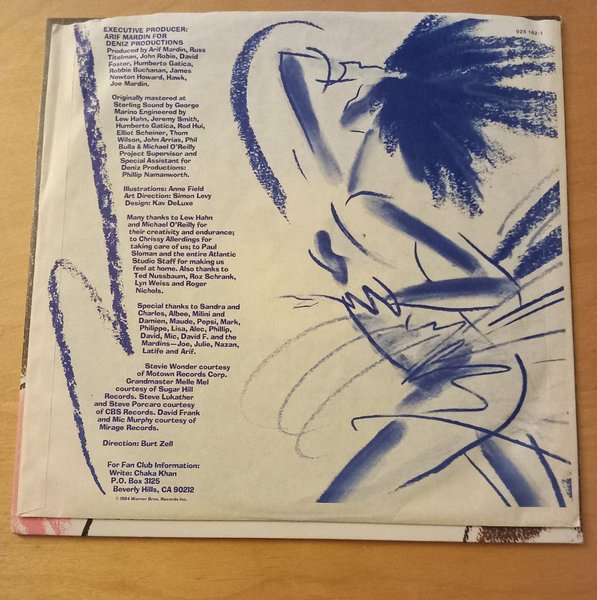 925 162-1
EXECUTIVE PRODUCER:
ARIF MARDIN FOR
DENIZ PRODUCTIONS
Produced by Arif Mardin, Russ
Titelman, John Robie, David
Foster, Humberto Gatica,
Robbie Buchanan, James
Newton Howard, Hawk,
Joe Mardin.
Originally mastered at
Sterling Sound by George
Marino Engineered by
Lew Hahn, Jeremy Smith,
Humberto Gatica, Rod Hui,
Elliot Scheiner, Thom
Wilson, John Arrias, Phil
Bulla & Michael O'Reilly
Project Supervisor and
Special Assistant for
Deniz Productions:
Phillip Namanworth.
Illustrations: Anne Field
Art Direction: Simon Levy
Design: Kav DeLuxe
Many thanks to Lew Hahn
and Michael O'Reilly for
their creativity and endurance;
to Chrissy Allerdings for
taking care of us; to Paul
Sloman and the entire Atlantic
Studio Staff for making us
feel at home. Also thanks to
Ted Nussbaum, Roz Schrank,
Lyn Weiss and Roger
Nichols.
Special thanks to Sandra and
Charles, Albee, Milini and
Damien, Maude, Pepsi, Mark,
Philippe, Lisa, Alec, Phillip,
David, Mic, David F. and the
Mardins—Joe, Julie, Nazan,
Latife and Arif.
Stevie Wonder courtesy
of Motown Records Corp.
Grandmaster Melle Mel
courtesy of Sugar Hill
Records. Steve Lukather
and Steve Porcaro courtesy
of CBS Records. David Frank
and Mic Murphy courtesy of
Mirage Records.
Direction: Burt Zell
For Fan Club Information:
Write: Chaka Khan
P.O. Box 3125
Beverly Hills, CA 90212
© 1984 Warner Bros. Records Inc.